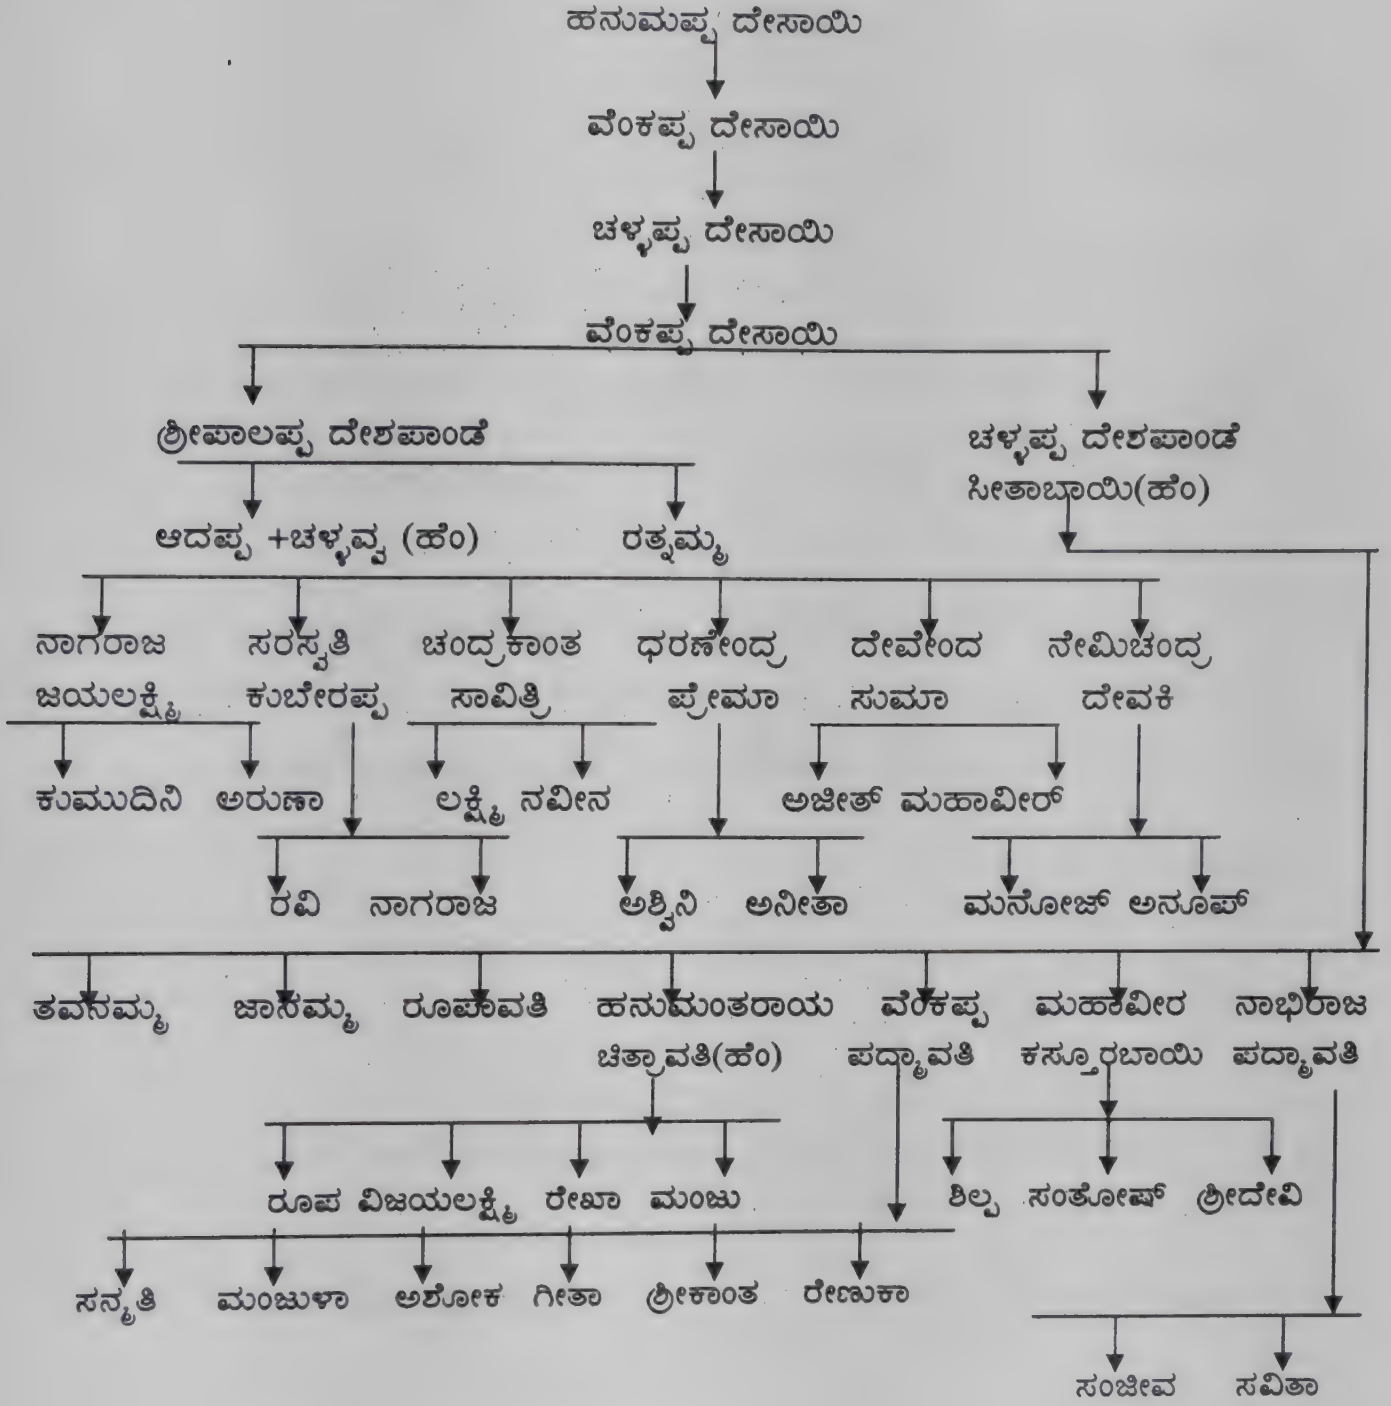 ಹನುಮಪ್ಪ ದೇಸಾಯಿ
ವೆಂಕಪ್ಪ ದೇಸಾಯಿ
ಚಳ್ಳಪ್ಪ ದೇಸಾಯಿ
ವೆಂಕಪ್ಪ ದೇಸಾಯಿ
ಶ್ರೀಪಾಲಪ್ಪ ದೇಶಪಾಂಡೆ ಚಳ್ಳಪ್ಪ ದೇಶಪಾಂಡೆ
ಸೀತಾಬಾಯಿ(ಹೆಂ)
ಆದಪ್ಪ +ಚಳ್ಳವ್ವ (ಹೆಂ) ರತ್ನಮ್ಮ
ನಾಗರಾಜ ಸರಸ್ವತಿ ಚಂದ್ರಕಾಂತ ಧರಣೇಂದ್ರ ದೇವೇಂದ ನೇಮಿಚಂದ್ರ
ಜಯಲಕ್ಷ್ಮಿ ಕುಬೇರಪ್ಪ ಸಾವಿತ್ರಿ ಪ್ರೇಮಾ ಸುಮಾ ದೇವಕಿ
ಕುಮುದಿನಿ ಅರುಣಾ ಲಕ್ಷ್ಮಿ ನವೀನ ಅಜೀತ್ ಮಹಾವೀರ್
ರವಿ ನಾಗರಾಜ ಅಶ್ವಿನಿ ಅನೀತಾ ಮನೋಜ್ ಅನೂಪ್
ತವನಮ್ಮ ಜಾನಮ್ಮ ರೂಪಾವತಿ ಹನುಮಂತರಾಯ ವೆಂಕಪ್ಪ ಮಹಾವೀರ ನಾಭಿರಾಜ
ಚಿತ್ರಾವತಿ(ಹೆಂ) ಪದ್ಮಾವತಿ ಕಸ್ತೂರಬಾಯಿ ಪದ್ಮಾವತಿ
ರೂಪ ವಿಜಯಲಕ್ಷ್ಮಿ ರೇಖಾ ಮಂಜು ಶಿಲ್ಪ ಸಂತೋಷ್ ಶ್ರೀದೇವಿ
ಸನ್ಮತಿ ಮಂಜುಳಾ ಅಶೋಕ ಗೀತಾ ಶ್ರೀಕಾಂತ ರೇಣುಕಾ
ಸಂಜೀವ ಸವಿತಾ